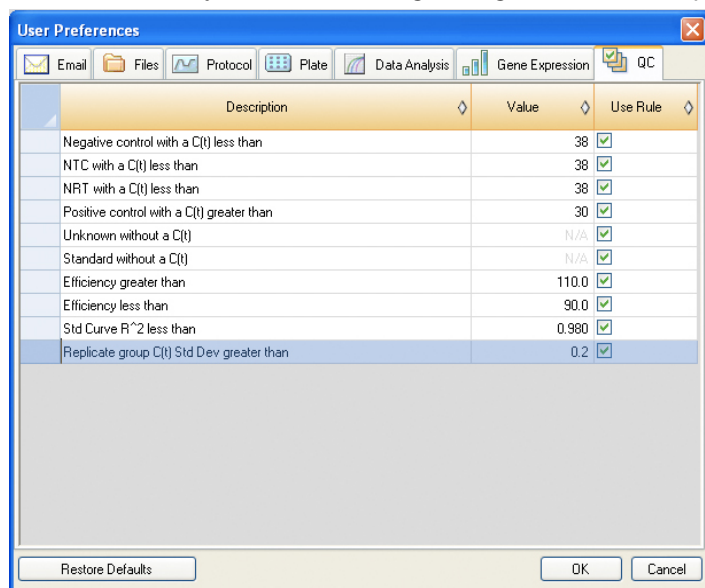 User Preferences
Email Files Protocol Plate Data Analysis Gene Expression QC
Description Value Use Rule
Negative control with a C(t) less than 38
NTC with a C(t) less than 38
NRT with a C(t) less than 38
Positive control with a C(t) greater than 30
Unknown without a C(t) N/A
Standard without a C(t) N/A
Efficiency greater than 110.0
Efficiency less than 90.0
Std Curve R^2 less than 0.980
Replicate group C(t) Std Dev greater than 0.2
Restore Defaults OK Cancel